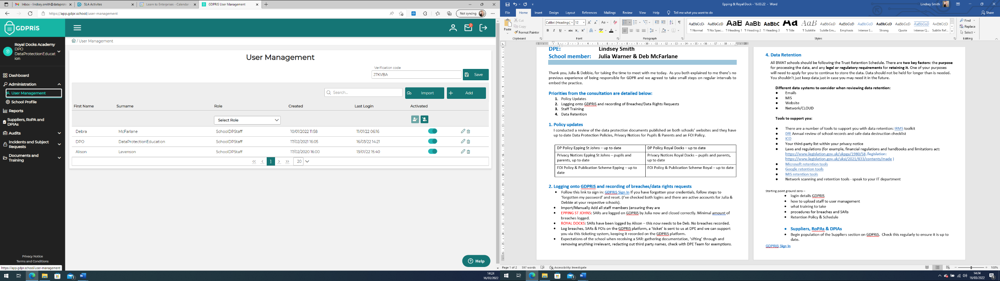 Inbox - lindsey.smith@dataprote
SLA Activites
Learn to Enterprises - Calendar
GDPRiS User Management
https://app.gdpr.school/user-management
Not syncing
GDPRiS
Royal Docks Academy
DPO
DataProtectionEducat
ion
Dashboard
Administration
User Management
School Profile
Reports
Suppliers, RoPA and
DPIAs
Audits
Incidents and Subject
Requests
Documents and
Training
Privacy Notice
Terms and Conditions
https://app.gdpr.school/user-management
/ User Management
User Management
Verification code
J7KVBA
Save
Search...
Import
Add
First Name Surname Role Created Last Login Activated
Select Role
Debra McFarlane SchoolDPStaff 10/01/2022 11:58 11/01/22 06:16
DPO DataProtectionEducation SchoolDPStaff 17/02/2021 16:05 16/03/22 14:21
Alison Levenson SchoolDPStaff 17/02/2020 16:00 13/01/22 15:40
<< < 1 > >> 20
Help
14:24
16/03/2022
Epping & Royal Dock - 16.03.22 - Word
Lindsey Smith
File Home Insert Design Layout References Mailings Review View Help Tell me what you want to do
Share
Paste
Cut
Copy
Format Painter
Clipboard
Calibri (Headings) 12
Font
Paragraph
AaBbCcDc AaBbCcDc AaB AaBb AaBbC Aa AaB AaBbCcD AaBbCcD AaBbCcD AaBbCcD AaBbCcD AaBbCcD AaBbCcD
Normal No Spac... Heading 1 Heading 2 Heading 3 Title Subtitle Subtle Em... Emphasis Intense E... Strong Quote Intense Q... Subtle Ref...
Styles
Find
Replace
Select
Editing
DPE: Lindsey Smith
School member: Julia Warner & Deb McFarlane
Thank you, Julia & Debbie, for taking the time to meet with me today. As you both explained to me there's no
previous experience of being responsible for GDPR and we agreed to take small steps on regular intervals to
embed the practice.
Priorities from the consultation are detailed below:
1. Policy Updates
2. Logging onto GDPRiS and recording of Breaches/Data Rights Requests
3. Staff Training
4. Data Retention
1. Policy updates
I conducted a review of the data protection documents published on both schools' websites and they have
up to date Data Protection Policies, Privacy Notices for Pupils & Parents and an FOI Policy.
DP Policy Epping St Johns – up to date
DP Policy Royal Docks – up to date
Privacy Notices Epping St Johns – pupils and
parents, up to date
Privacy Notices Royal Docks – pupils and parents,
up to date
FOI Policy & Publication Scheme Epping – up to
date
FOI Policy & Publication Scheme Royal – up to date
2. Logging onto GDPRiS and recording of breaches/data rights requests
• Follow this link to sign in: GDPRiS Sign In If you have forgotten your credentials, follow steps to
'forgotten my password' and reset. (I've checked both logins and there are active accounts for Julia &
Debbie at your respective schools).
• Import/Manually Add all staff members (ensuring they are
• EPPING ST JOHNS: SARs are logged on GDPRiS by Julia now and closed correctly. Minimal amount of
breaches logged.
• ROYAL DOCKS: SARs have been logged by Alison – this now needs to be Deb. No breaches recorded.
• Log breaches, SARs & FOIs on the GDPRiS platform, a 'ticket' is sent to us at DPE and we can support
you via this ticketing system, keeping it recorded on the GDPRiS platform.
• Expectations of the school when receiving a SAR: gathering documentation, 'sifting' through and
removing anything irrelevant, redacting out third party names, check with DPE Team for exemptions.
4. Data Retention
All BMAT schools should be following the Trust Retention Schedule. There are two key factors: the purpose
for processing the data, and any legal or regulatory requirements for retaining it. One of your purposes
will need to apply for you to continue to store the data. Data should not be held for longer than is needed.
You shouldn't just keep data just in case you may need it in the future.
Different data systems to consider when reviewing data retention:
• Emails
• MIS
• Website
• Network/CLOUD
Tools to support you:
• There are a number of tools to support you with data retention: IRMS toolkit
• DfE Annual review of school records and safe data destruction checklist
• ICO
• Your third-party list within your privacy notice
• Laws and regulations (for example, financial regulations and handbooks and limitations act:
https://www.legislation.gov.uk/ukpga/1980/58 /legislation:
https://www.legislation.gov.uk/uksi/2021/833/contents/made )
• Microsoft retention tools
• Google retention tools
• MIS retention tools
• Network scanning and retention tools - speak to your IT department
Starting point ground zero –
• login details GDPRiS
• how to upload staff to user management
• what training to take
• procedures for breaches and SARs
• Retention Policy & Schedule
• Suppliers, RoPAs & DPIAs
• Begin population of the Suppliers section on GDPRiS. Check this regularly to ensure it is up to
date.
GDPRiS Sign In
Page 1 of 2 597 words Accessibility: Investigate
100%
14:24
16/03/2022